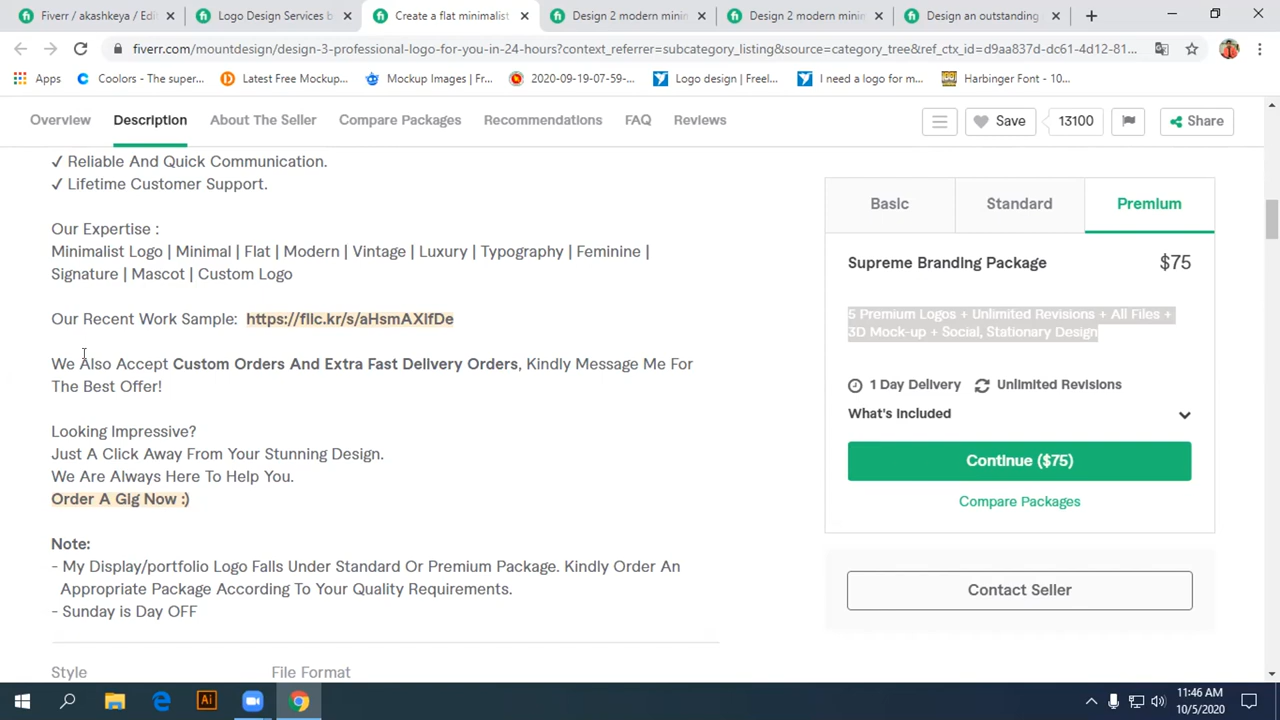 Fiverr / akashkeya / Edi
Logo Design Services b
Create a flat minimalist
Design 2 modern mini
Design 2 modern mini
Design an outstanding
fiverr.com/mountdesign/design-3-professional-logo-for-you-in-24-hours?context_referrer=subcategory_listing&source=category_tree&ref_ctx_id=d9aa837d-dc61-4d12-81...
Apps
Coolors - The super...
Latest Free Mockup...
Mockup Images | Fr...
2020-09-19-07-59-...
Logo design | Freel...
I need a logo for m...
Harbinger Font - 10...
Overview
Description
About The Seller
Compare Packages
Recommendations
FAQ
Reviews
Save
13100
Share
✓ Reliable And Quick Communication.
✓ Lifetime Customer Support.
Our Expertise :
Minimalist Logo | Minimal | Flat | Modern | Vintage | Luxury | Typography | Feminine |
Signature | Mascot | Custom Logo
Our Recent Work Sample:
We Also Accept Custom Orders And Extra Fast Delivery Orders, Kindly Message Me For
The Best Offer!
Looking Impressive?
Just A Click Away From Your Stunning Design.
We Are Always Here To Help You.
Order A Gig Now :)
Note:
- My Display/portfolio Logo Falls Under Standard Or Premium Package. Kindly Order An
Appropriate Package According To Your Quality Requirements.
- Sunday is Day OFF
Style
File Format
Basic
Standard
Premium
Supreme Branding Package
$75
5 Premium Logos + Unlimited Revisions + All Files +
3D Mock-up + Social, Stationary Design
1 Day Delivery
Unlimited Revisions
What's Included
Continue ($75)
Compare Packages
Contact Seller
Ai
11:46 AM
10/5/2020